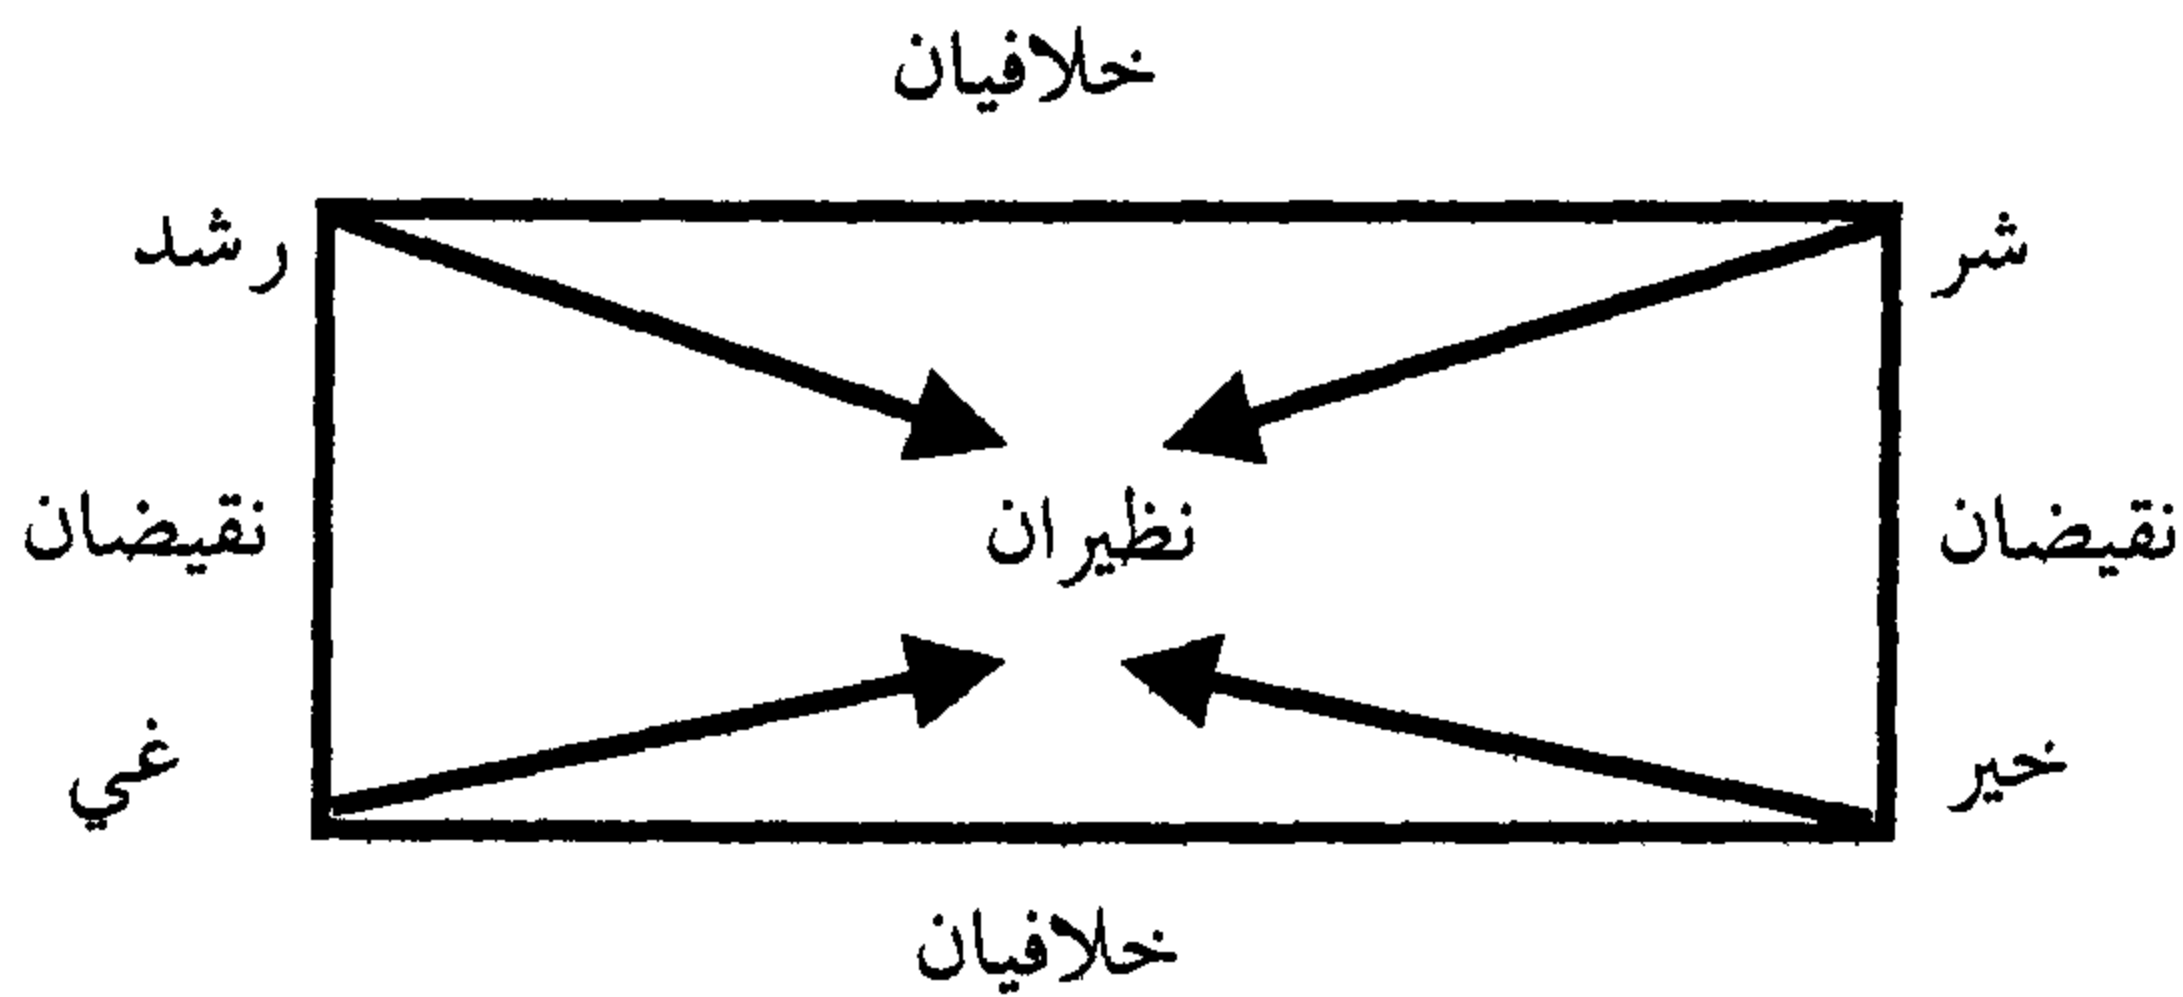 خلافيان
شر
رشد
نقيضان
نظيران
نقيضان
خير
غي
خلافيان